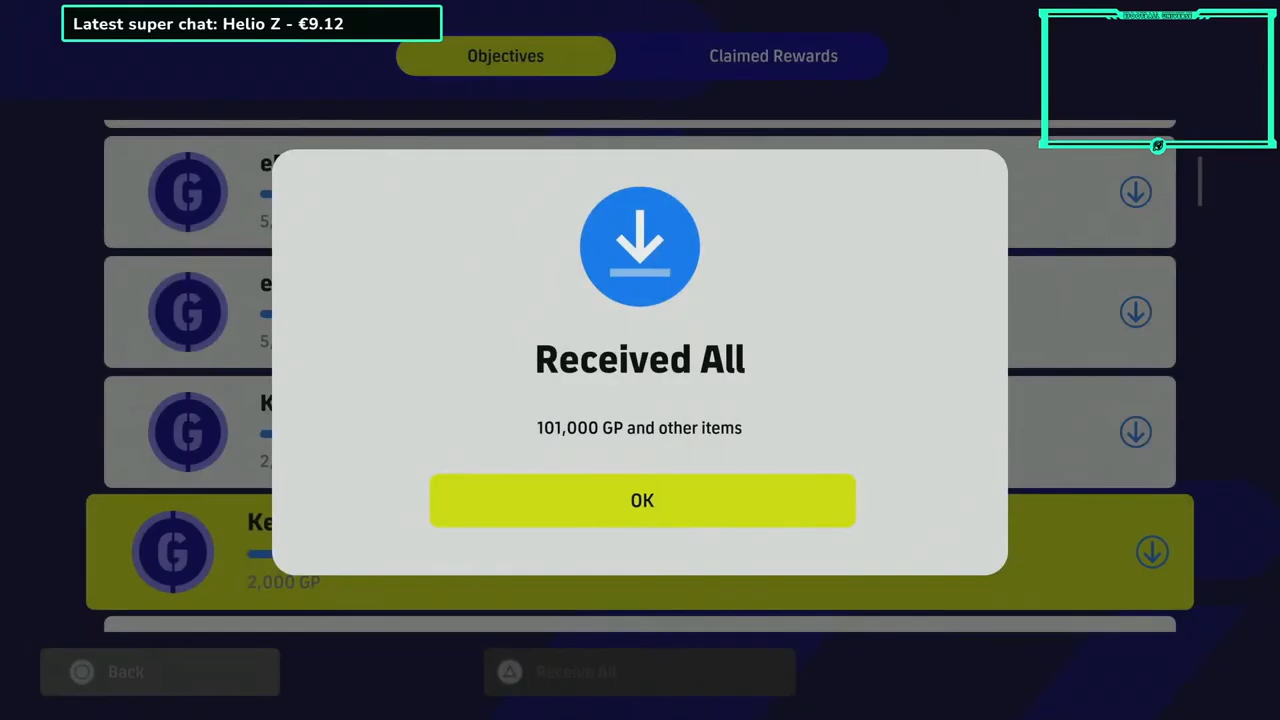 Latest super chat: Helio Z - €9.12
Objectives
Claimed Rewards
Received All
101,000 GP and other items
OK
2,000 GP
Back
Receive All